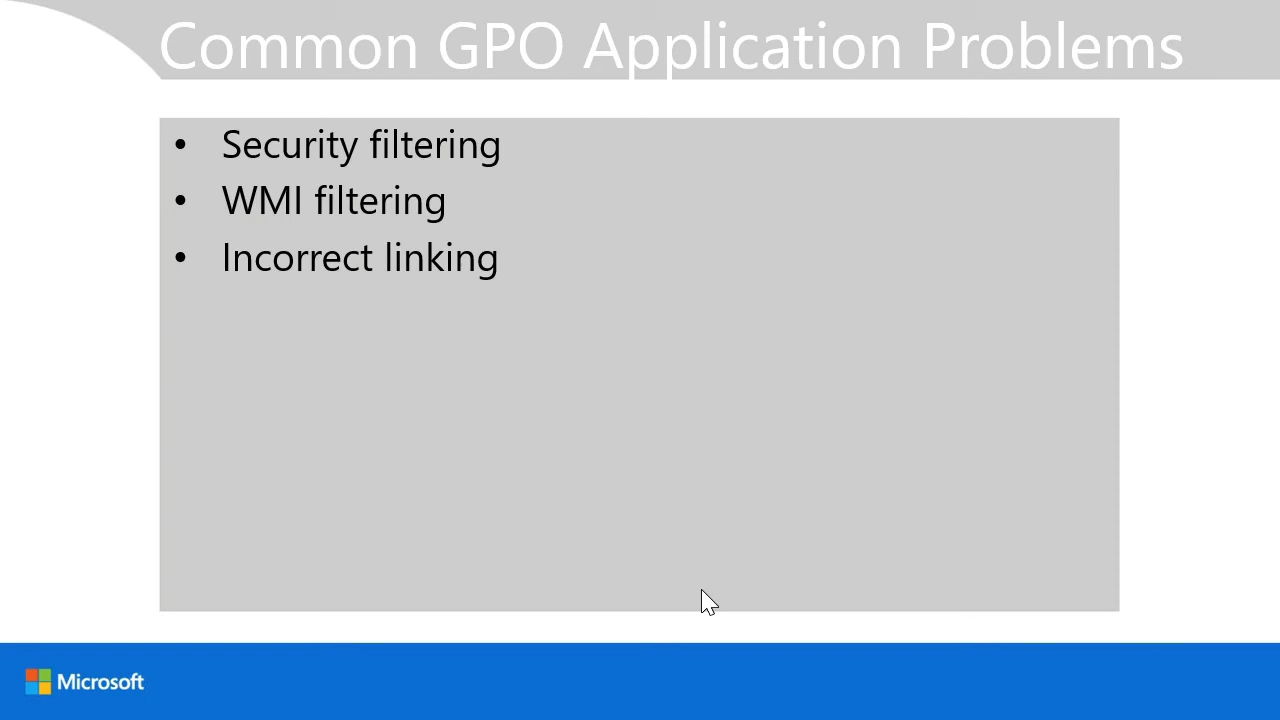 Common GPO Application Problems
• Security filtering
• WMI filtering
• Incorrect linking
Microsoft